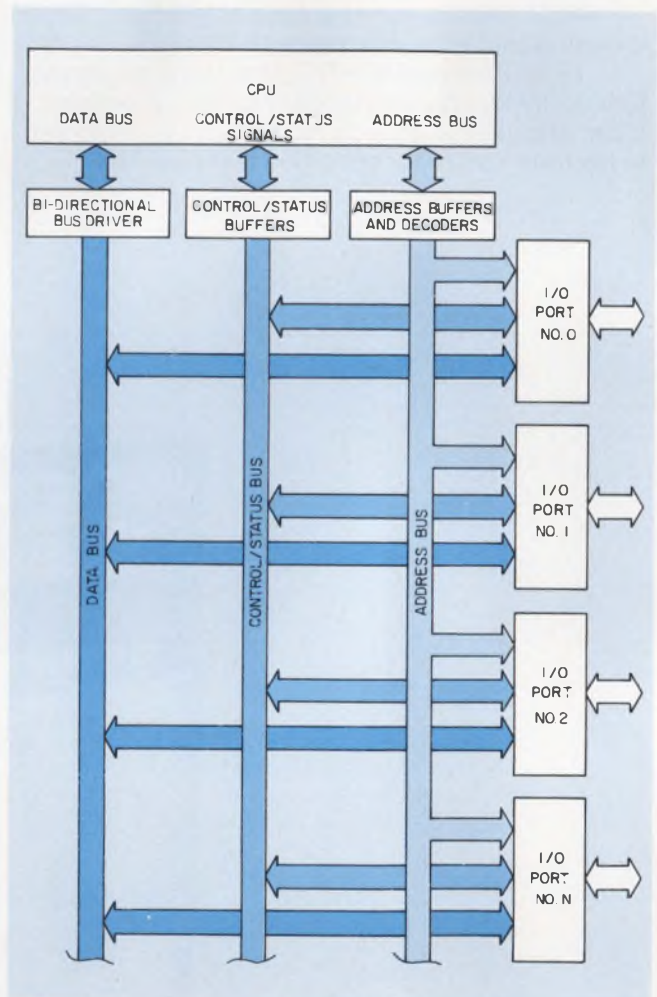 CPU
DATA BUS
CONTROL/STATUS
SIGNALS
ADDRESS BUS
BI-DIRECTIONAL
BUS DRIVER
CONTROL/STATUS
BUFFERS
ADDRESS BUFFERS
AND DECODERS
I/O
PORT
NO. 0
I/O
PORT
NO. 1
DATA BUS
CONTROL/STATUS BUS
ADDRESS BUS
I/O
PORT
NO. 2
I/O
PORT
NO. N